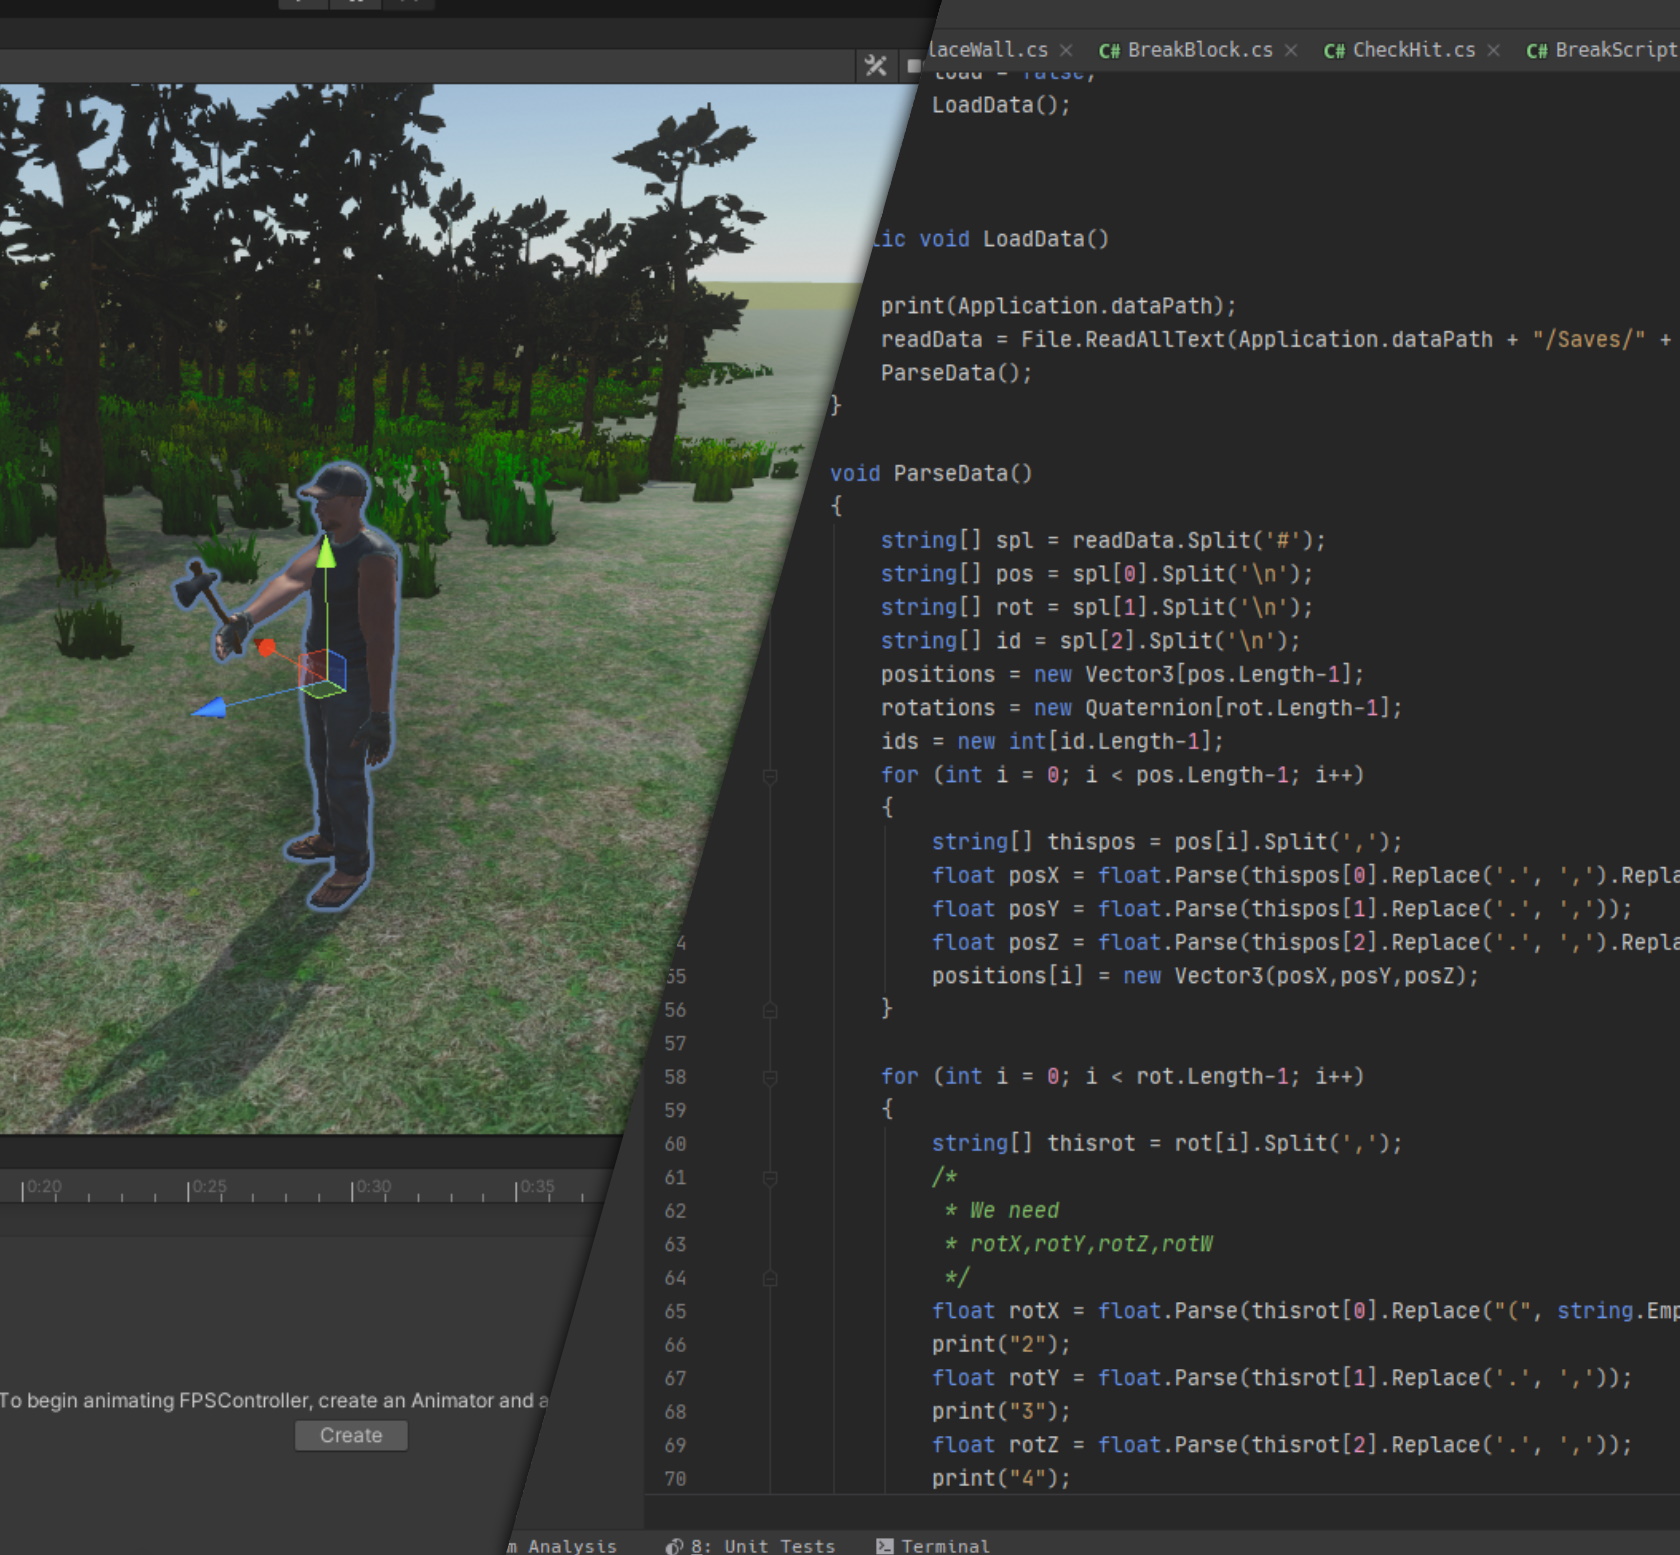 0:20 0:25 0:30 0:35
To begin animating FPSController, create an Animator and a
Create
laceWall.cs C# BreakBlock.cs C# CheckHit.cs C# BreakScript
load = false;
LoadData();
lic void LoadData()
print(Application.dataPath);
readData = File.ReadAllText(Application.dataPath + "/Saves/" +
ParseData();
}
void ParseData()
{
string[] spl = readData.Split('#');
string[] pos = spl[0].Split('\n');
string[] rot = spl[1].Split('\n');
string[] id = spl[2].Split('\n');
positions = new Vector3[pos.Length-1];
rotations = new Quaternion[rot.Length-1];
ids = new int[id.Length-1];
for (int i = 0; i < pos.Length-1; i++)
{
string[] thispos = pos[i].Split(',');
float posX = float.Parse(thispos[0].Replace('.', ',').Repla
float posY = float.Parse(thispos[1].Replace('.', ','));
4 float posZ = float.Parse(thispos[2].Replace('.', ',').Repla
55 positions[i] = new Vector3(posX,posY,posZ);
56 }
57
58 for (int i = 0; i < rot.Length-1; i++)
59 {
60 string[] thisrot = rot[i].Split(',');
61 /*
62 * We need
63 * rotX,rotY,rotZ,rotW
64 */
65 float rotX = float.Parse(thisrot[0].Replace("(", string.Emp
66 print("2");
67 float rotY = float.Parse(thisrot[1].Replace('.', ','));
68 print("3");
69 float rotZ = float.Parse(thisrot[2].Replace('.', ','));
70 print("4");
m Analysis 8: Unit Tests Terminal